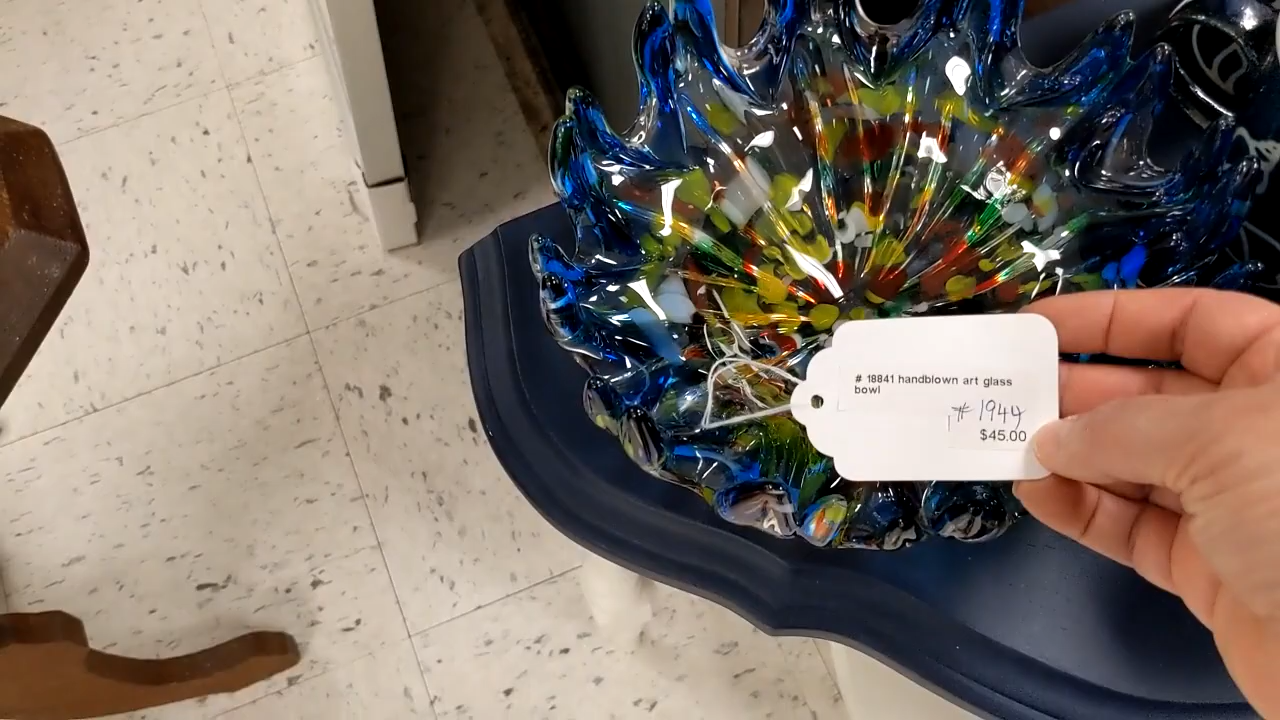 # 18841 handblown art glass
bowl
# 1944
$45.00